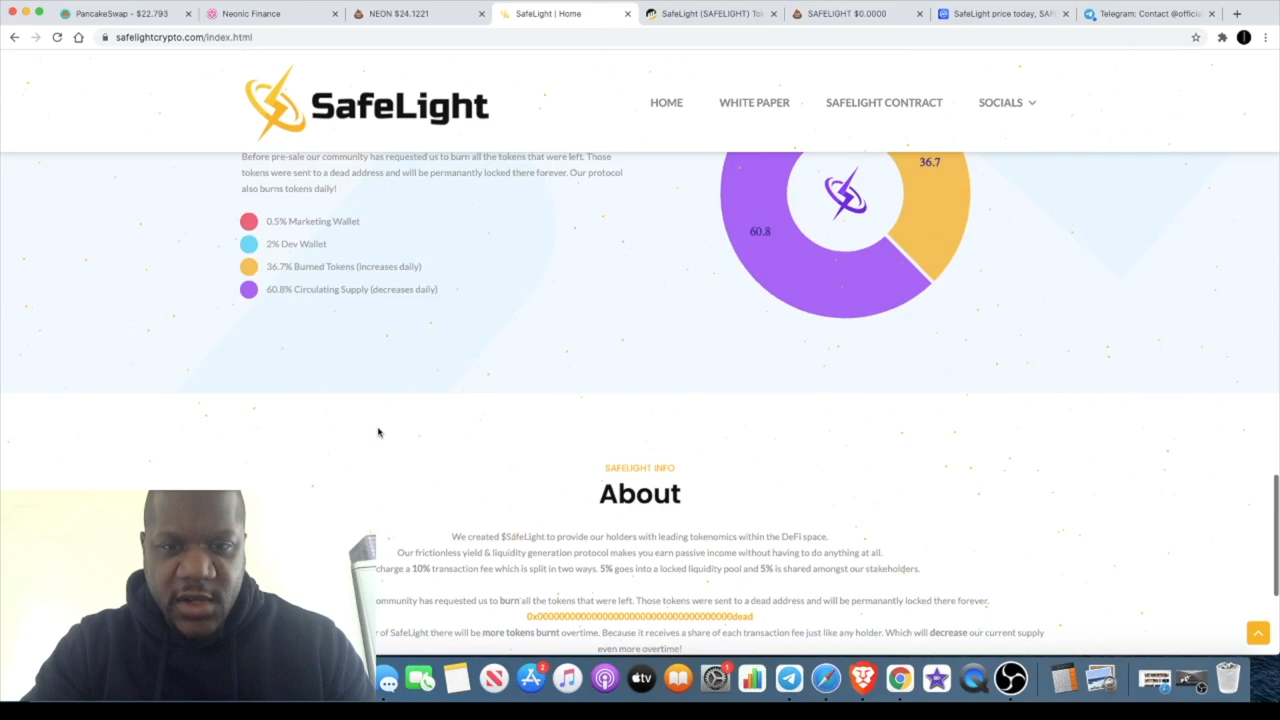 PancakeSwap - $22.793
Neonic Finance
NEON $24.1221
SafeLight | Home
SafeLight (SAFELIGHT) Tok
SAFELIGHT $0.0000
SafeLight price today, SAF
Telegram: Contact @officia
safelightcrypto.com/index.html
SafeLight
HOME
WHITE PAPER
SAFELIGHT CONTRACT
SOCIALS
Before pre-sale our community has requested us to burn all the tokens that were left. Those
tokens were sent to a dead address and will be permanantly locked there forever. Our protocol
also burns tokens daily!
0.5% Marketing Wallet
2% Dev Wallet
36.7% Burned Tokens (increases daily)
60.8% Circulating Supply (decreases daily)
36.7
60.8
SAFELIGHT INFO
About
We created $SafeLight to provide our holders with leading tokenomics within the DeFi space.
Our frictionless yield & liquidity generation protocol makes you earn passive income without having to do anything at all.
charge a 10% transaction fee which is split in two ways. 5% goes into a locked liquidity pool and 5% is shared amongst our stakeholders.
ommunity has requested us to burn all the tokens that were left. Those tokens were sent to a dead address and will be permanantly locked there forever.
0x000000000000000000000000000000000000dead
r of SafeLight there will be more tokens burnt overtime. Because it receives a share of each transaction fee just like any holder. Which will decrease our current supply
even more overtime!
2
tv
1